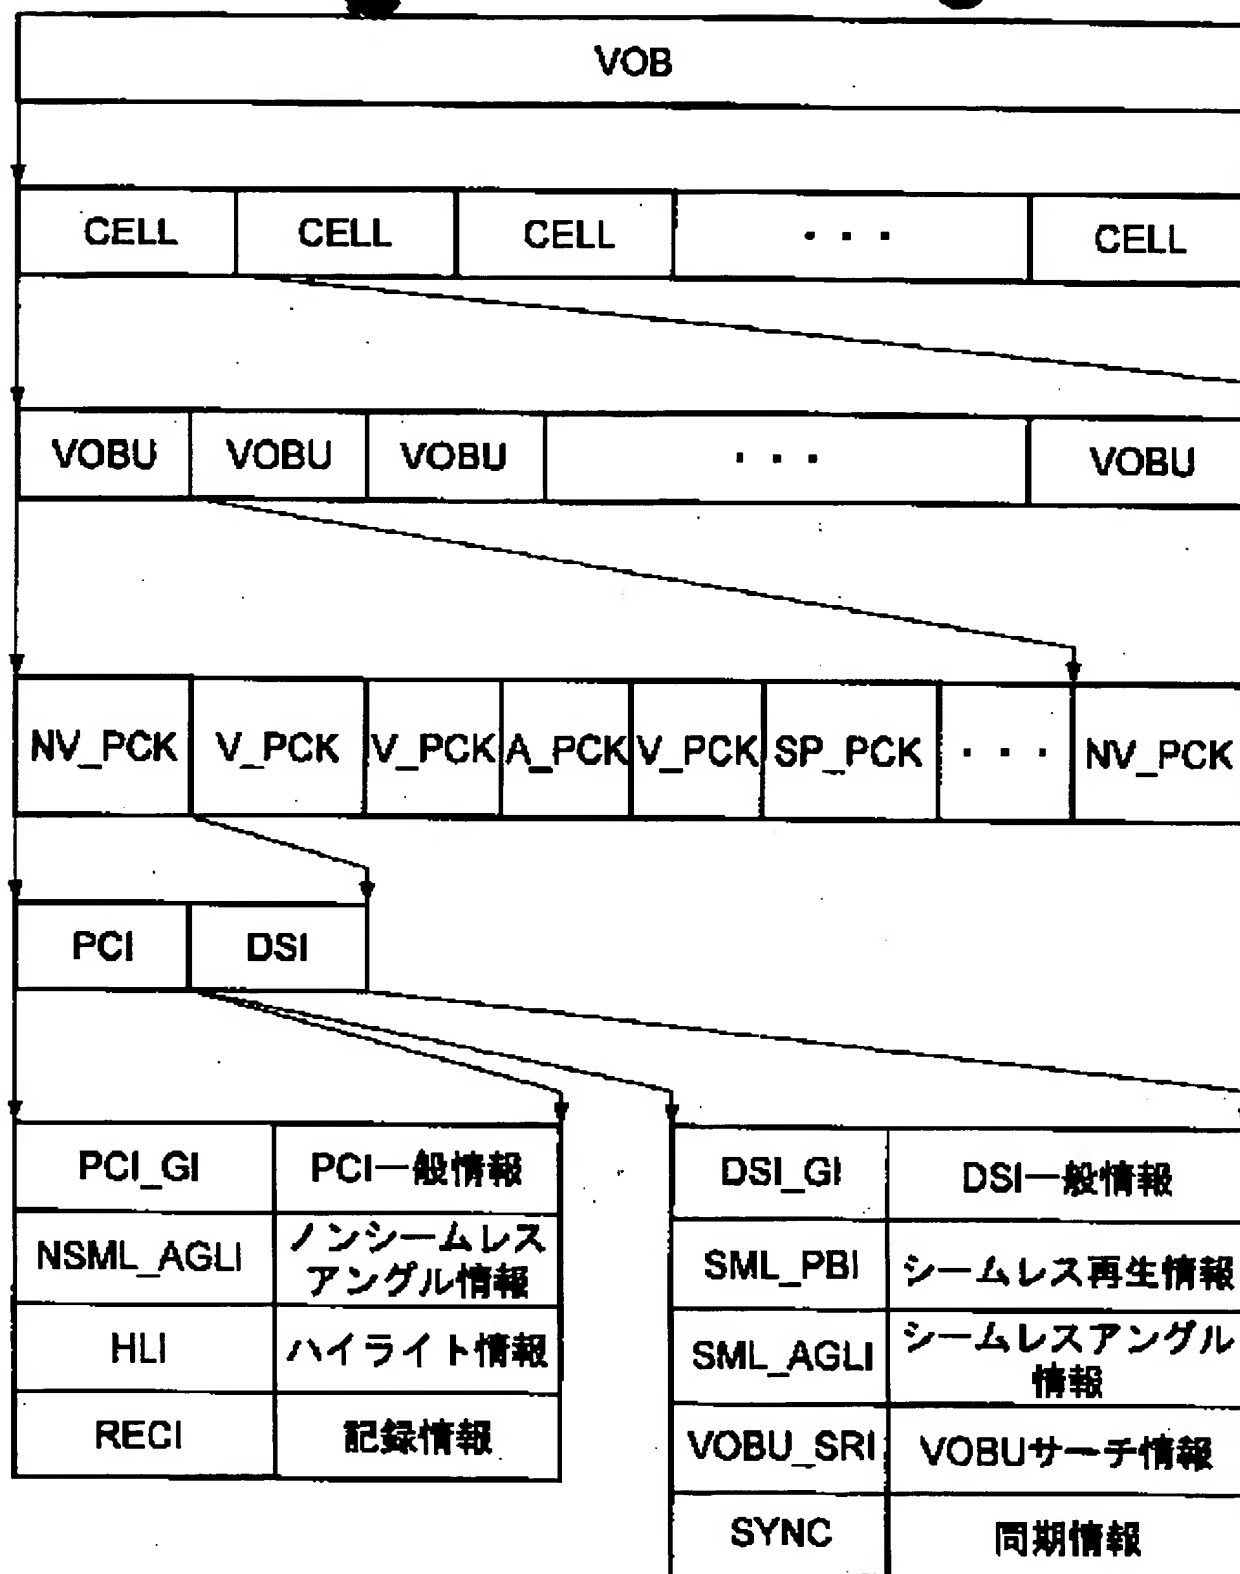 VOB
CELL CELL CELL ・・・ CELL
VOBU VOBU VOBU ・・・ VOBU
NV_PCK V_PCK V_PCK A_PCK V_PCK SP_PCK ・・・ NV_PCK
PCI DSI
PCI_GI PCI一般情報
NSML_AGLI ノンシームレス
アングル情報
HLI ハイライト情報
RECI 記録情報
DSI_GI DSI一般情報
SML_PBI シームレス再生情報
SML_AGLI シームレスアングル
情報
VOBU_SRI VOBUサーチ情報
SYNC 同期情報